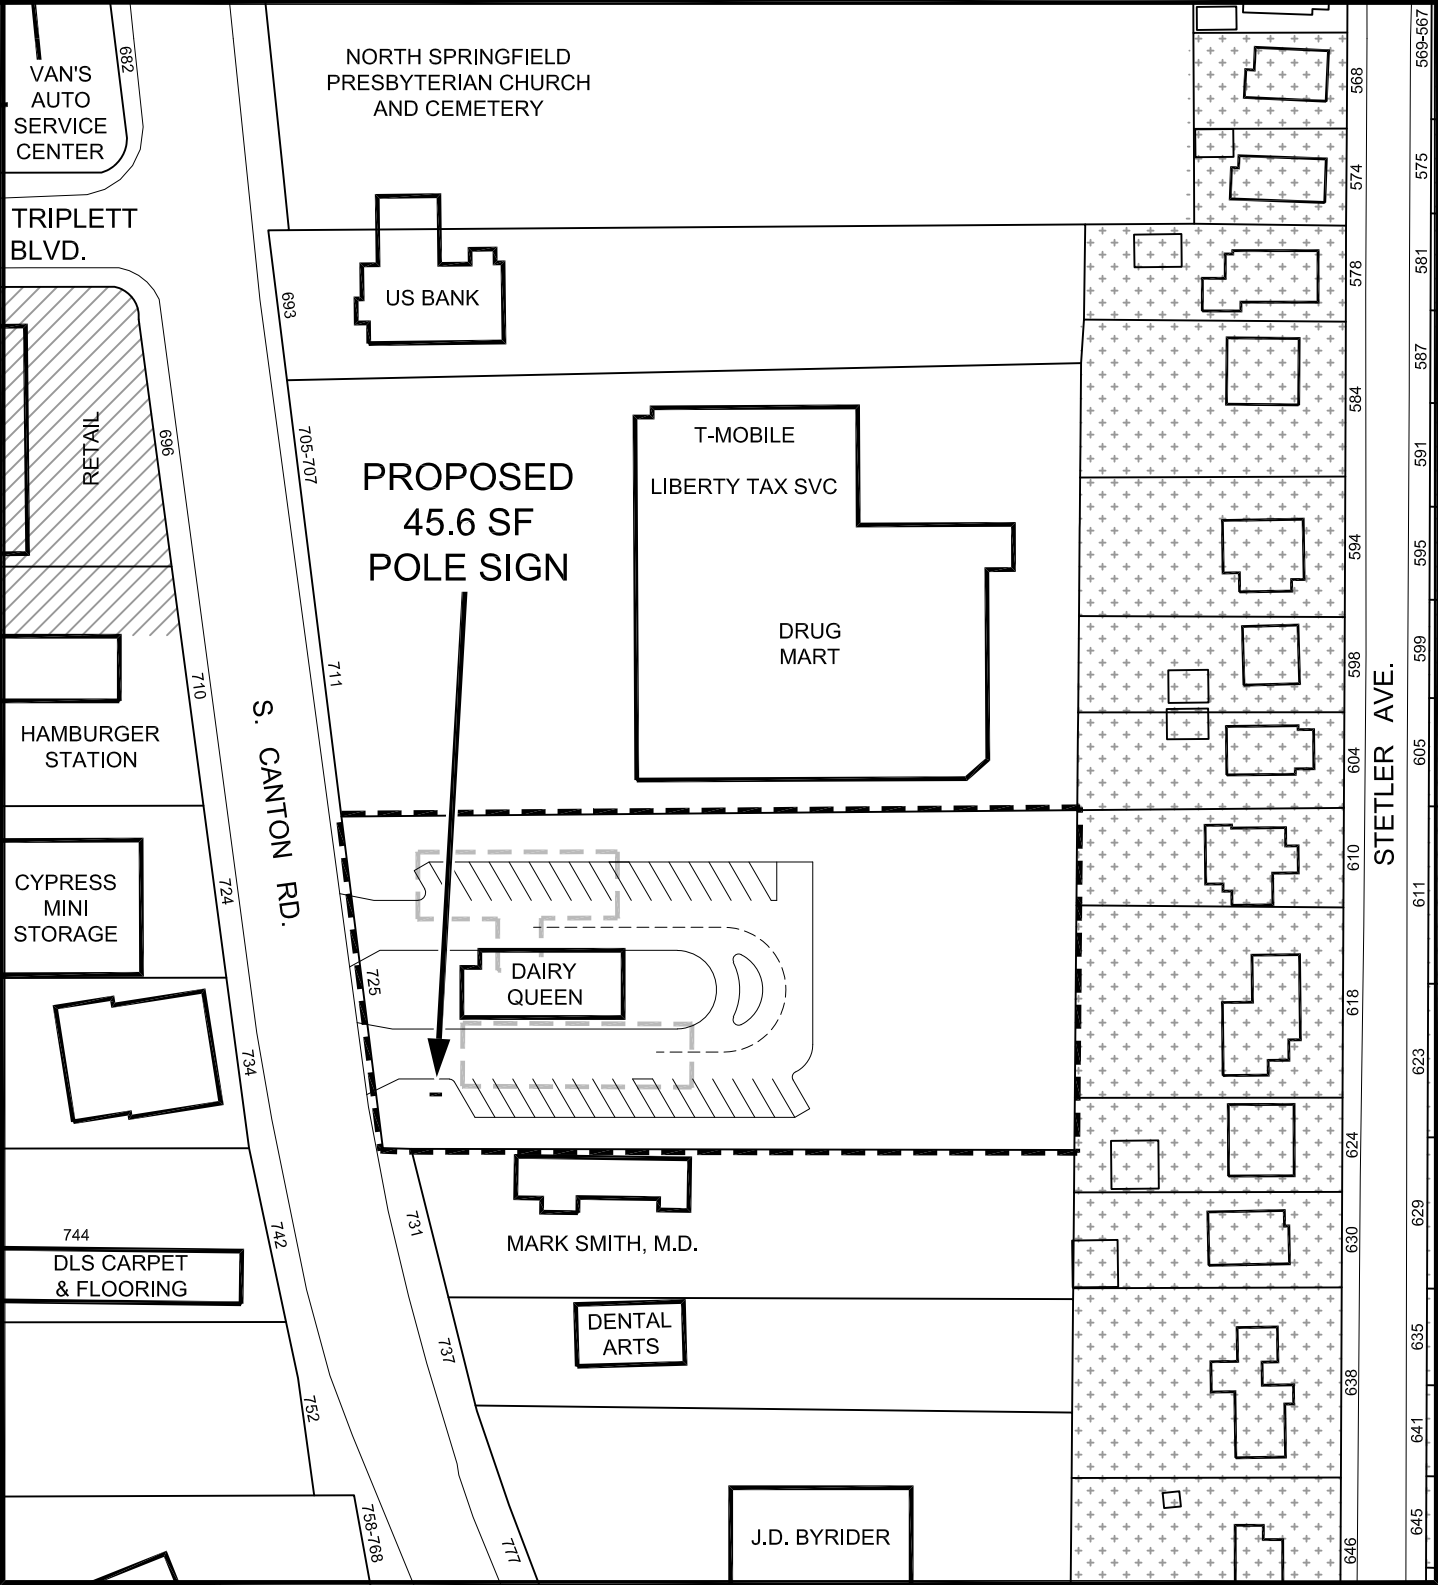 682
VAN'S
AUTO
SERVICE
CENTER
NORTH SPRINGFIELD
PRESBYTERIAN CHURCH
AND CEMETERY
TRIPLETT
BLVD.
693
US BANK
RETAIL
696
705-707
PROPOSED
45.6 SF
POLE SIGN
T-MOBILE
LIBERTY TAX SVC
DRUG
MART
711
710
HAMBURGER
STATION
S. CANTON RD.
CYPRESS
MINI
STORAGE
724
725
DAIRY
QUEEN
734
731
MARK SMITH, M.D.
742
744
DLS CARPET
& FLOORING
DENTAL
ARTS
737
752
758-768
777
J.D. BYRIDER
568
574
578
584
594
598
604
610
618
624
630
638
646
STETLER AVE.
569-567
575
581
587
591
595
599
605
611
623
629
635
641
645